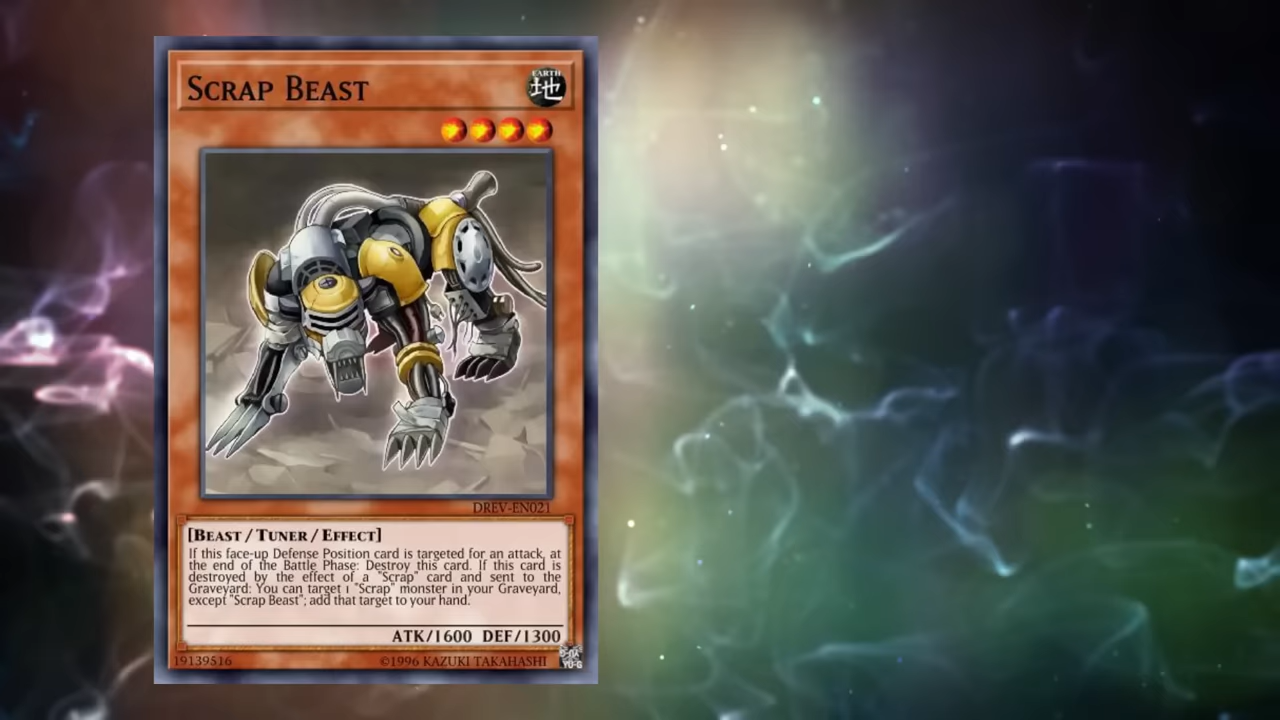 SCRAP BEAST
EARTH
地
DREV-EN021
[BEAST / TUNER / EFFECT]
If this face-up Defense Position card is targeted for an attack, at
the end of the Battle Phase: Destroy this card. If this card is
destroyed by the effect of a "Scrap" card and sent to the
Graveyard: You can target 1 "Scrap" monster in your Graveyard,
except "Scrap Beast"; add that target to your hand.
ATK/1600 DEF/1300
19139516
©1996 KAZUKI TAKAHASHI